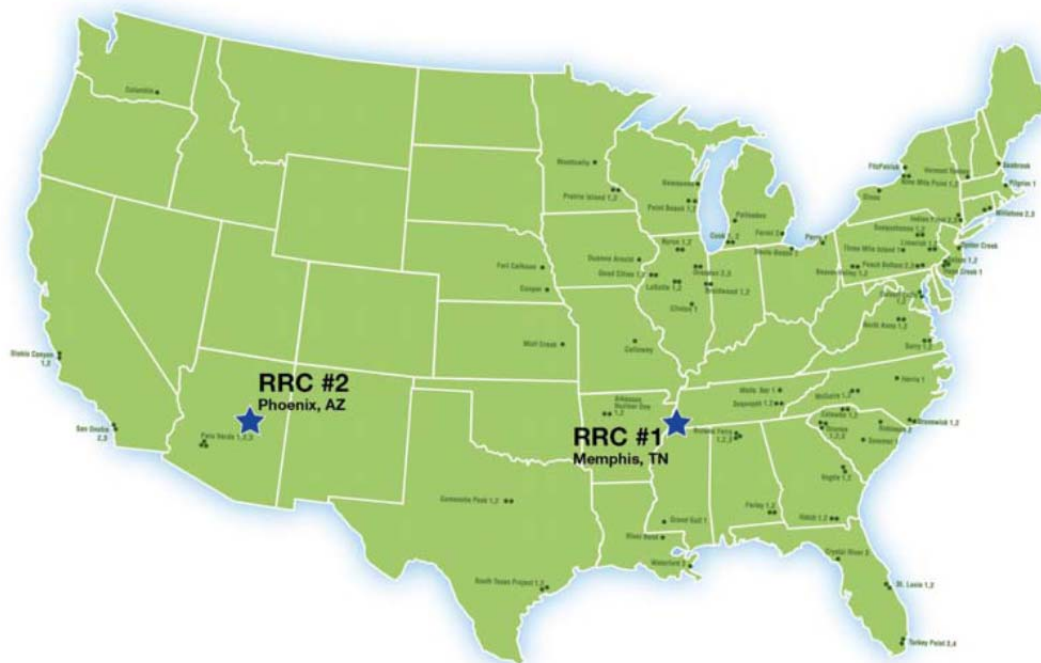 Columbia
Diablo Canyon
1,2
San Onofre
2,3
RRC #2
Phoenix, AZ
Palo Verde 1,2,3
Monticello
Prairie Island 1,2
Fort Calhoun
Cooper
Wolf Creek
Comanche Peak 1,2
South Texas Project 1,2
Kewaunee
Point Beach 1,2
Palisades
Fermi 2
Cook 1, 2
Byron 1,2
Duane Arnold
Quad Cities 1,2
Dresden 2,3
LaSalle 1,2
Braidwood 1,2
Clinton 1
Callaway
Arkansas
Nuclear One
1,2
RRC #1
Memphis, TN
Watts Bar 1
Sequoyah 1,2
Browns Ferry
1,2,3
Grand Gulf 1
River Bend
Waterford 3
Farley 1,2
Hatch 1,2
Vogtle 1,2
Crystal River 3
St. Lucie 1,2
Turkey Point 3,4
Perry
Davis-Besse 1
FitzPatrick
Nine Mile Point 1,2
Ginna
Vermont Yankee
Seabrook
Pilgrim 1
Millstone 2,3
Indian Point 2,3
Susquehanna 1,2
Limerick 1,2
Oyster Creek
Three Mile Island 1
Beaver Valley 1,2
Peach Bottom 2,3
Salem 1,2
Hope Creek 1
Calvert Cliffs
1,2
North Anna 1,2
Surry 1,2
Harris 1
McGuire 1,2
Catawba 1,2
Oconee
1,2,3
Robinson 2
Brunswick 1,2
Summer 1